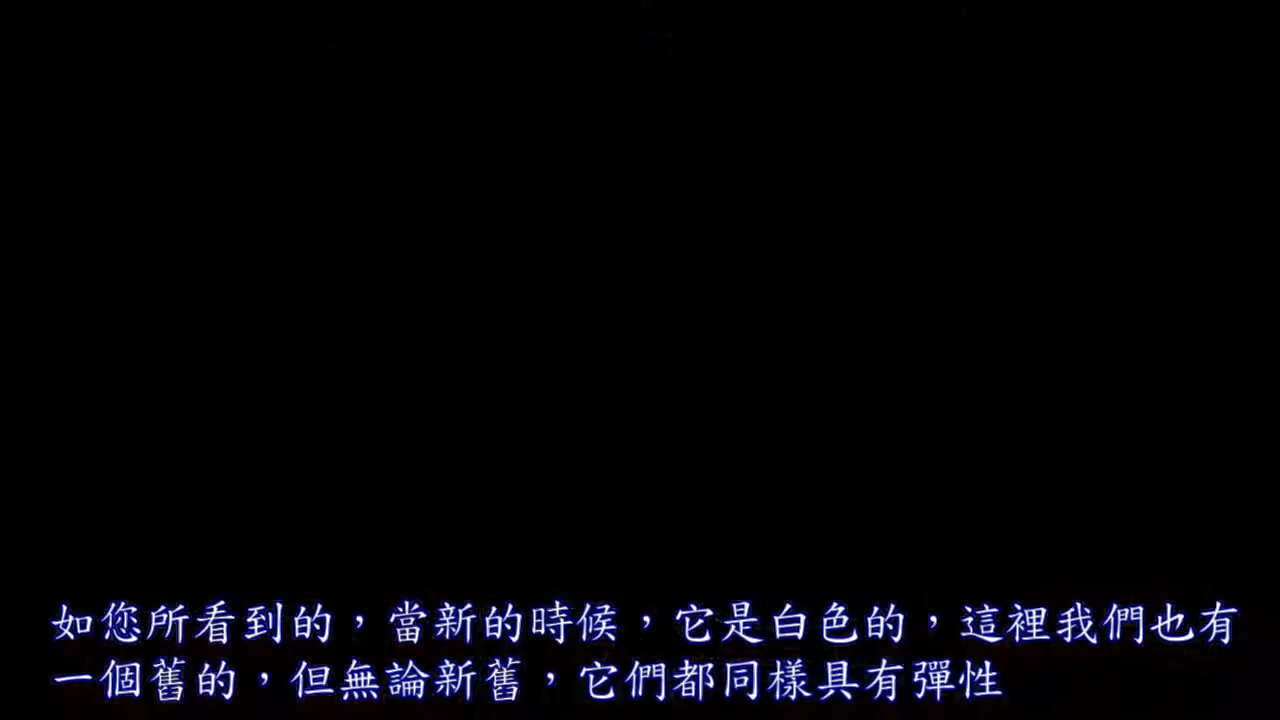 如您所看到的，當新的時候，它是白色的，這裡我們也有
一個舊的，但無論新舊，它們都同樣具有彈性